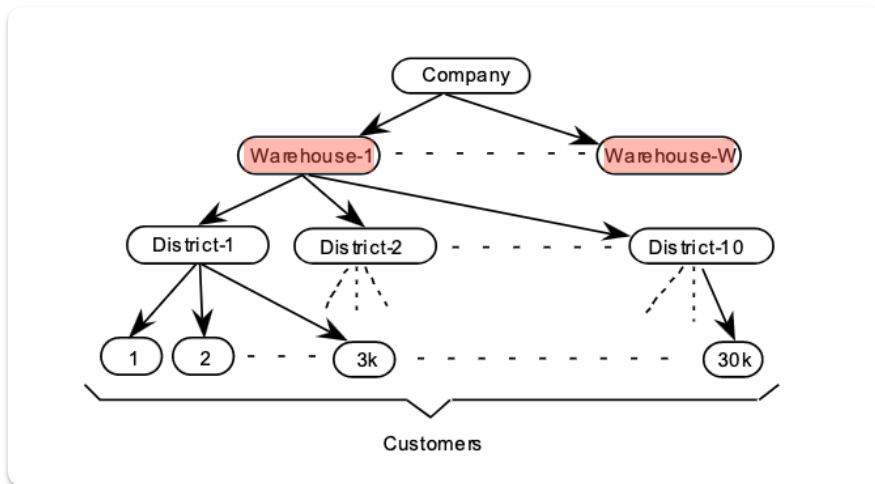 Company
Warehouse-1
Warehouse-W
District-1
District-2
District-10
1
2
3k
30k
Customers